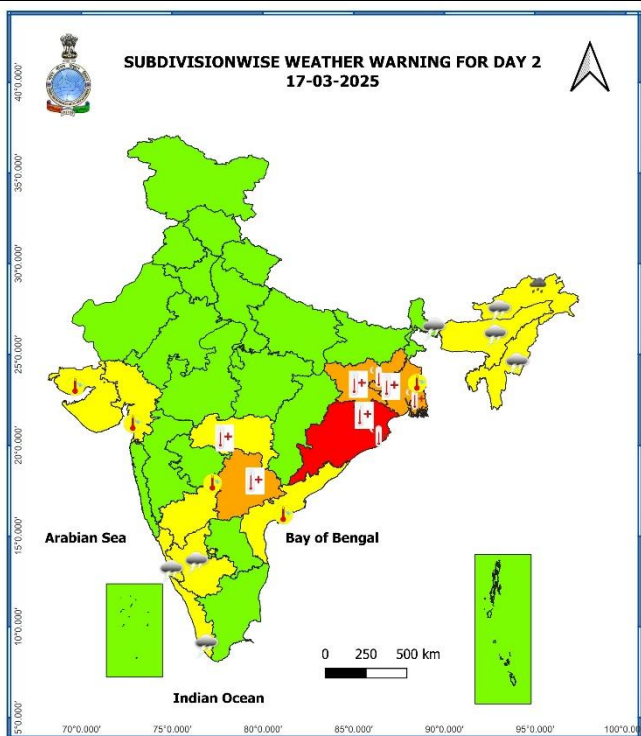 SUBDIVISIONWISE WEATHER WARNING FOR DAY 2
17-03-2025
40°0.000'
35°0.000'
30°0.000'
25°0.000'
20°0.000'
15°0.000'
10°0.000'
5°0.000'
Arabian Sea
Bay of Bengal
0 250 500 km
Indian Ocean
70°0.000' 75°0.000' 80°0.000' 85°0.000' 90°0.000' 95°0.000' 100°0.000'